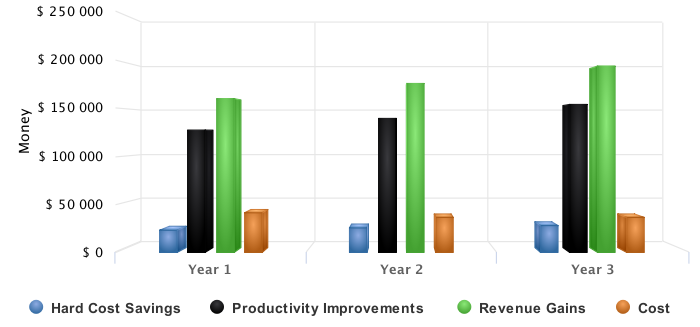 $ 250 000
$ 200 000
$ 150 000
$ 100 000
$ 50 000
$ 0
Money
Year 1 Year 2 Year 3
Hard Cost Savings Productivity Improvements Revenue Gains Cost